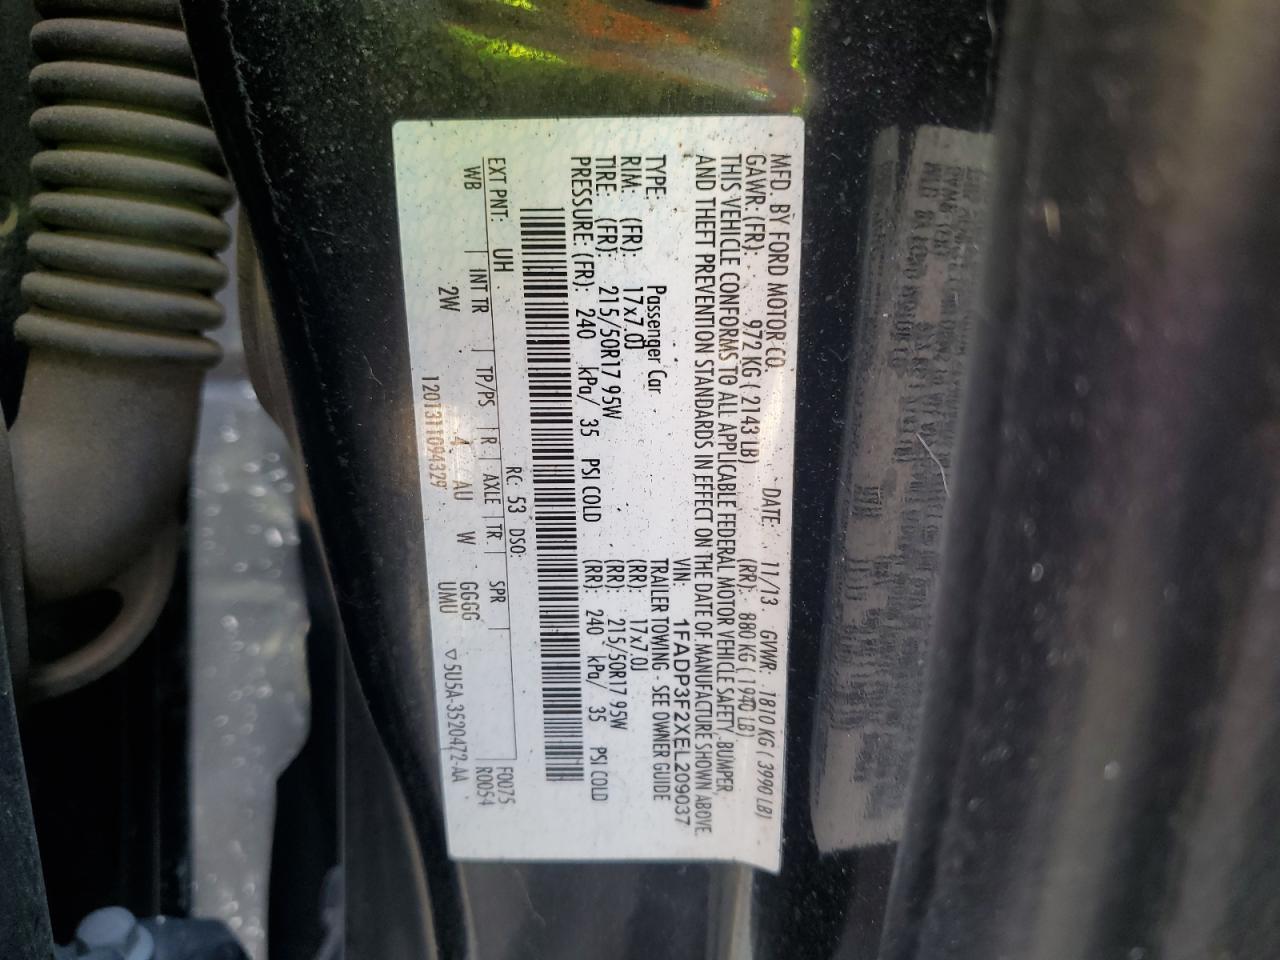 MFD. BY FORD MOTOR CO.
DATE: 11/13 GVWR: 1810 KG ( 3990 LB)
GAWR: (FR): 972 KG ( 2143 LB) (RR): 880 KG ( 1940 LB)
THIS VEHICLE CONFORMS TO ALL APPLICABLE FEDERAL MOTOR VEHICLE SAFETY, BUMPER,
AND THEFT PREVENTION STANDARDS IN EFFECT ON THE DATE OF MANUFACTURE SHOWN ABOVE.
VIN: 1FADP3F2XEL209037
TYPE: Passenger Car TRAILER TOWING - SEE OWNER GUIDE
RIM: (FR): 17x7.0J (RR): 17x7.0J
TIRE: (FR): 215/50R17 95W (RR): 215/50R17 95W
PRESSURE: (FR): 240 kPa/ 35 PSI COLD (RR): 240 kPa/ 35 PSI COLD
EXT PNT: UH RC: 53 DSO: F0075
WB INT TR TP/PS R AXLE TR SPR R0054
2W 4 AU W GGGG
UMU
1201311094329 ▽5U5A-3520472-AA